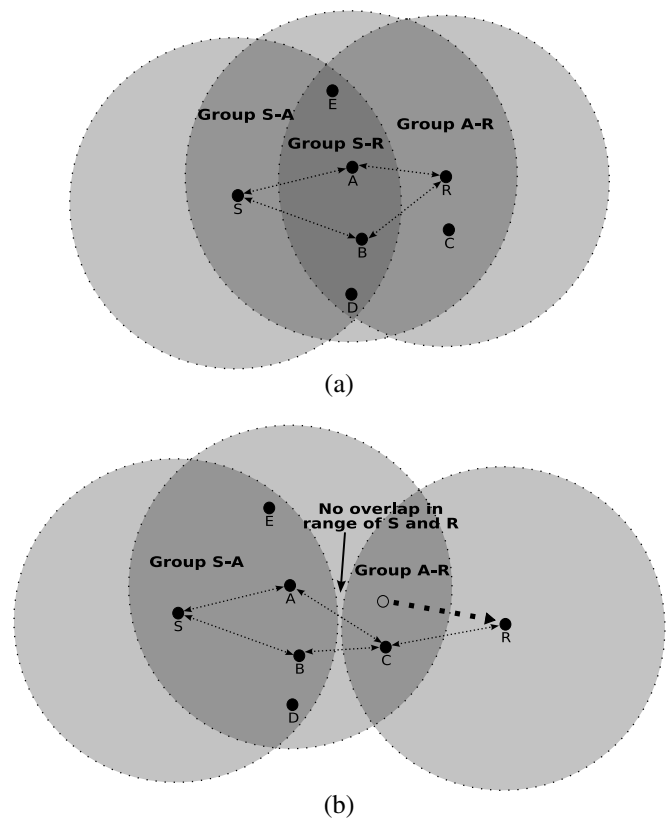 E
Group S-A
Group A-R
Group S-R
A
R
S
C
B
D
(a)
No overlap in
range of S and R
E
Group S-A
Group A-R
A
S
R
B
C
D
(b)